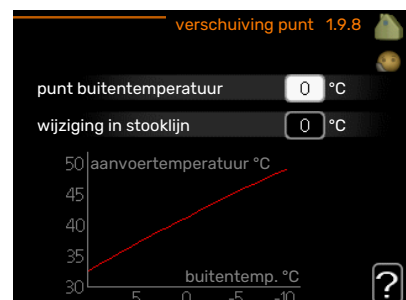 verschuiving punt 1.9.8
punt buitentemperatuur 0 °C
wijziging in stooklijn 0 °C
50 aanvoertemperatuur °C
45
40
35
buitentemp. °C
30
5 0 -5 -10
?